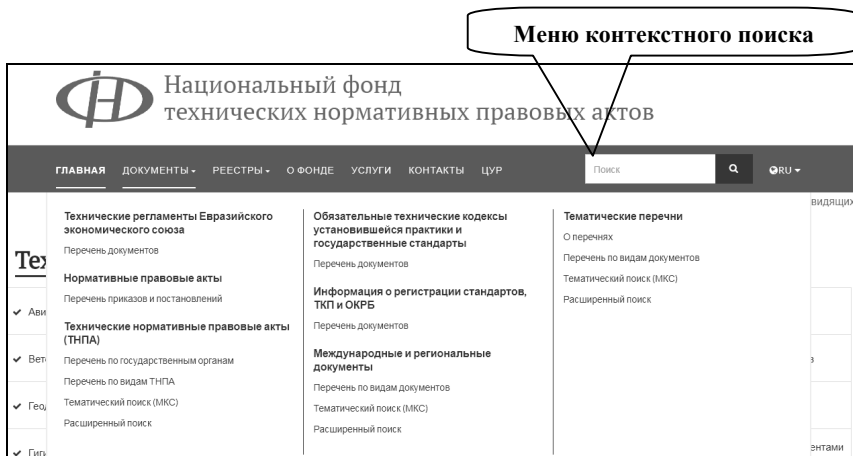 Меню контекстного поиска
Национальный фонд
технических нормативных правовых актов
ГЛАВНАЯ ДОКУМЕНТЫ РЕЕСТРЫ О ФОНДЕ УСЛУГИ КОНТАКТЫ ЦУР Поиск RU
Технические регламенты Евразийского
экономического союза
Перечень документов
Нормативные правовые акты
Перечень приказов и постановлений
Технические нормативные правовые акты
(ТНПА)
Перечень по государственным органам
Перечень по видам ТНПА
Тематический поиск (МКС)
Расширенный поиск
Обязательные технические кодексы
установившейся практики и
государственные стандарты
Перечень документов
Информация о регистрации стандартов,
ТКП и ОКРБ
Перечень документов
Международные и региональные
документы
Перечень по видам документов
Тематический поиск (МКС)
Расширенный поиск
Тематические перечни
О перечнях
Перечень по видам документов
Тематический поиск (МКС)
Расширенный поиск